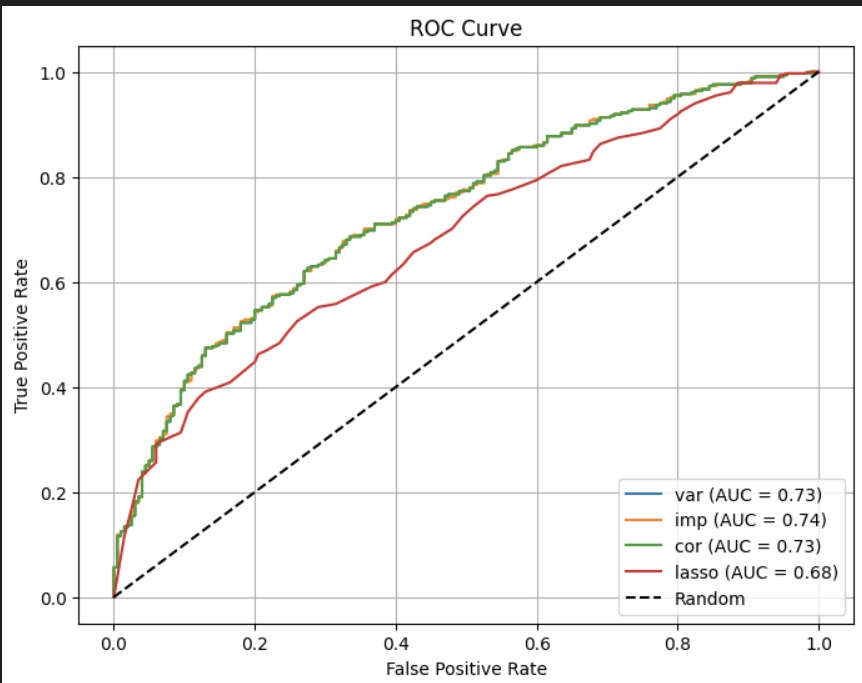 ROC Curve
1.0
0.8
0.6
0.4
0.2
0.0
True Positive Rate
0.0 0.2 0.4 0.6 0.8 1.0
False Positive Rate
var (AUC = 0.73)
imp (AUC = 0.74)
cor (AUC = 0.73)
lasso (AUC = 0.68)
Random